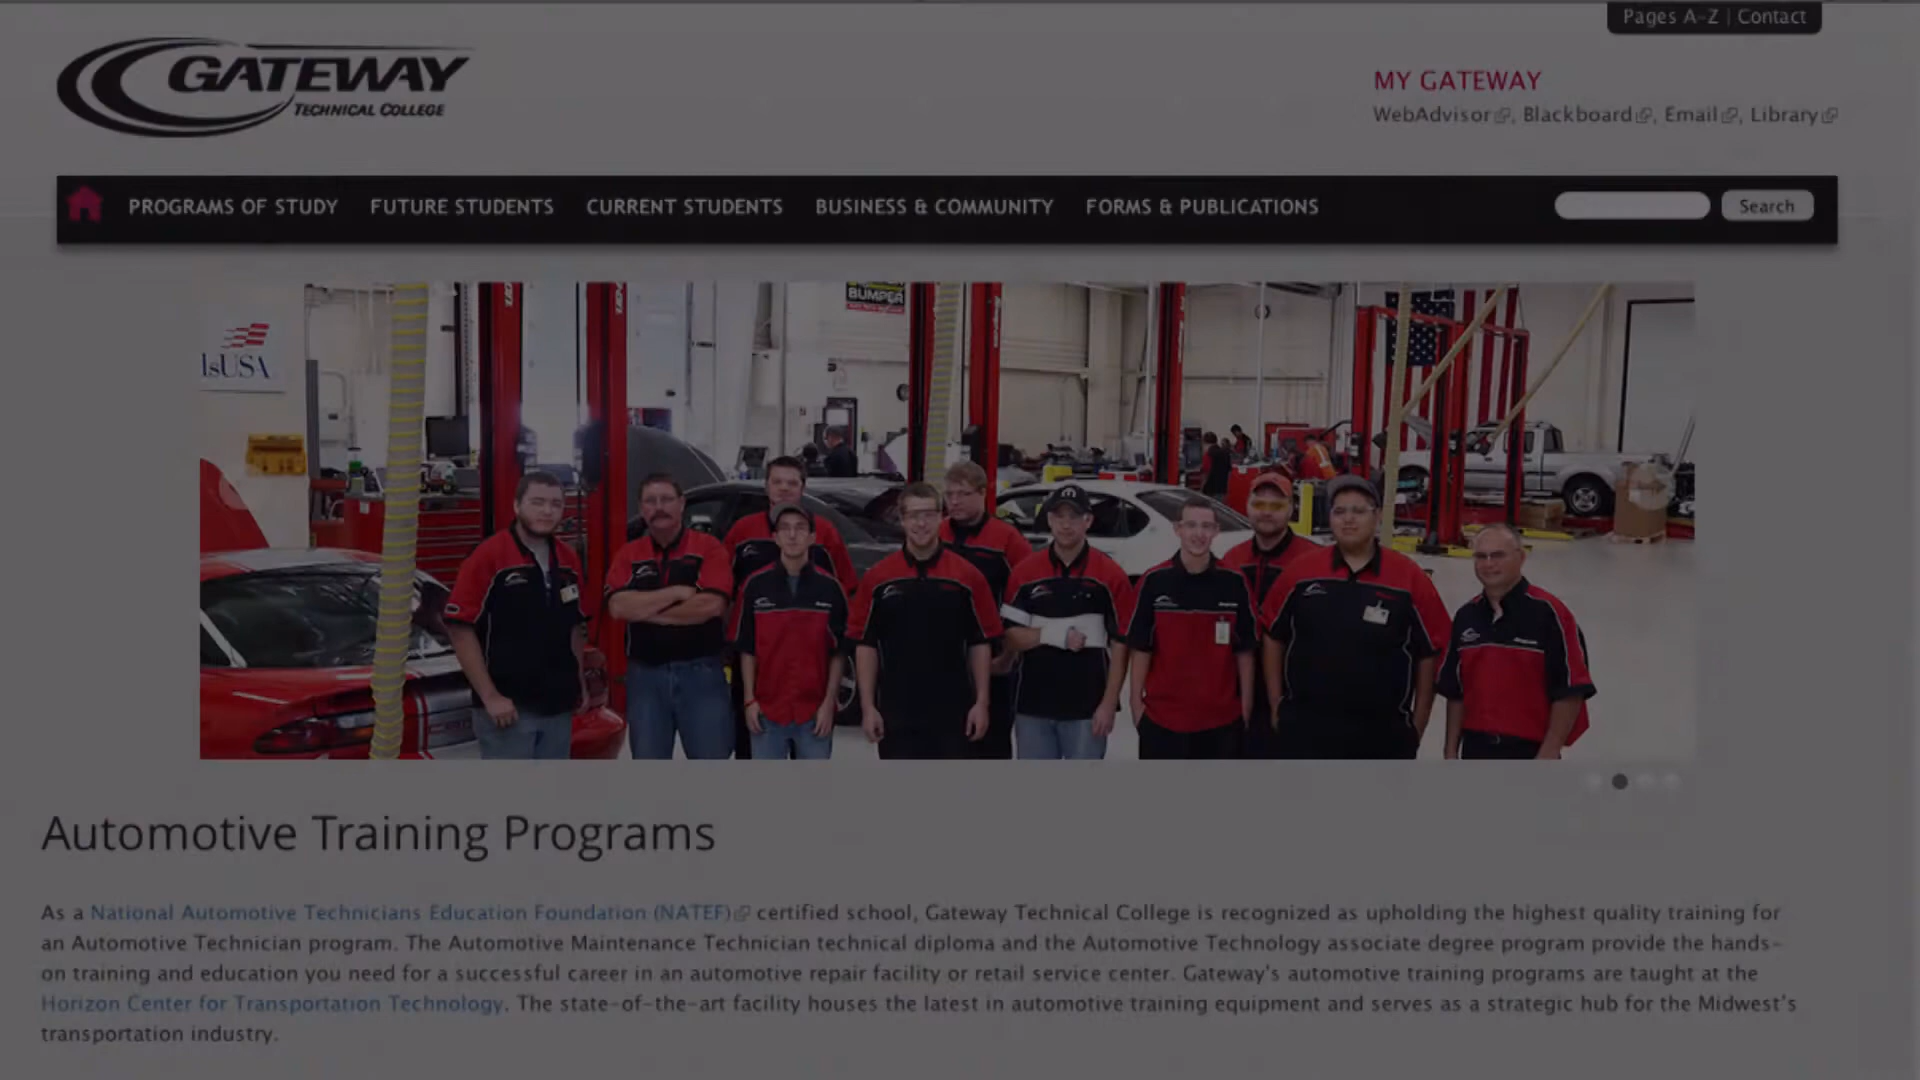 Pages A-Z | Contact
GATEWAY
TECHNICAL COLLEGE
MY GATEWAY
WebAdvisor, Blackboard, Email, Library
PROGRAMS OF STUDY FUTURE STUDENTS CURRENT STUDENTS BUSINESS & COMMUNITY FORMS & PUBLICATIONS Search
BUMPER
lsUSA
Automotive Training Programs
As a National Automotive Technicians Education Foundation (NATEF) certified school, Gateway Technical College is recognized as upholding the highest quality training for
an Automotive Technician program. The Automotive Maintenance Technician technical diploma and the Automotive Technology associate degree program provide the hands-
on training and education you need for a successful career in an automotive repair facility or retail service center. Gateway's automotive training programs are taught at the
Horizon Center for Transportation Technology. The state-of-the-art facility houses the latest in automotive training equipment and serves as a strategic hub for the Midwest's
transportation industry.